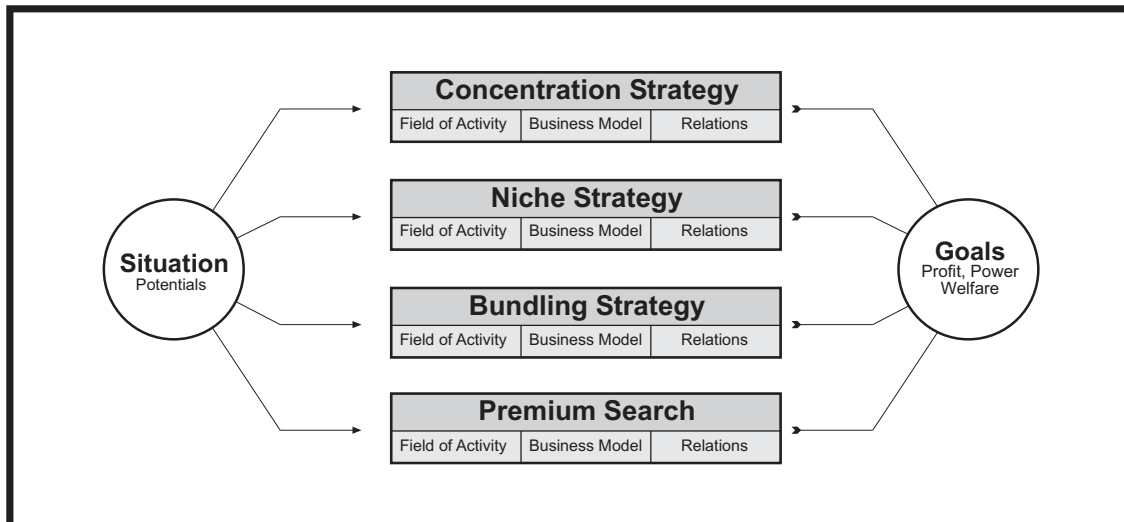 Concentration Strategy
Field of Activity Business Model Relations
Niche Strategy
Field of Activity Business Model Relations
Situation
Potentials
Goals
Profit, Power
Welfare
Bundling Strategy
Field of Activity Business Model Relations
Premium Search
Field of Activity Business Model Relations